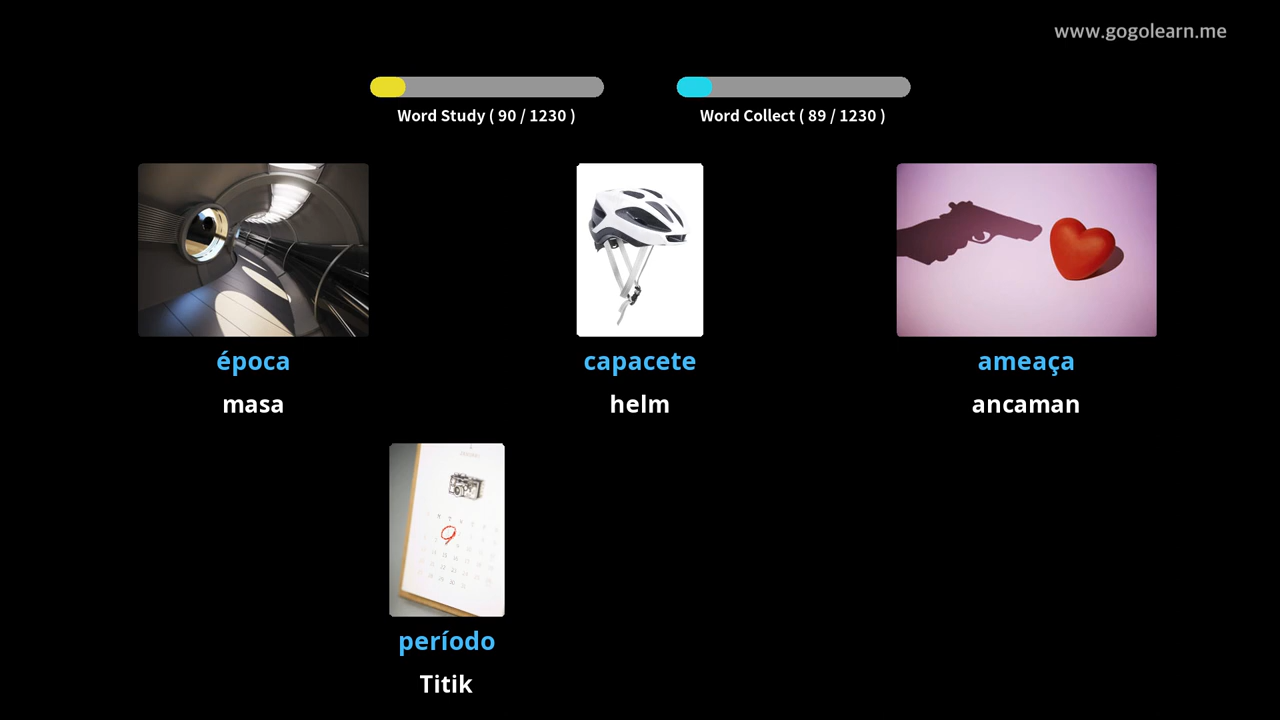 www.gogolearn.me
Word Study ( 90 / 1230 )
Word Collect ( 89 / 1230 )
época
capacete
ameaça
masa
helm
ancaman
período
Titik